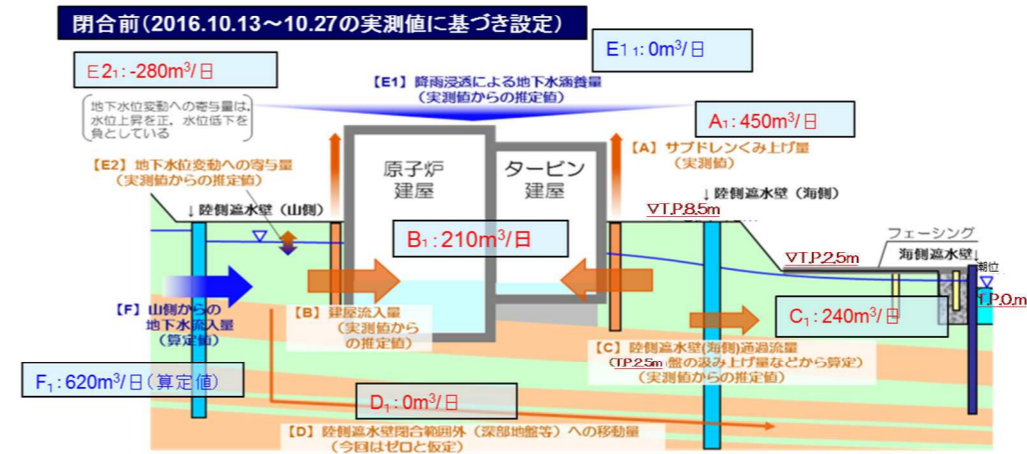 閉合前（2016.10.13～10.27の実測値に基づき設定）
E1₁：0m³/日
E2₁：-280m³/日
【E1】降雨浸透による地下水涵養量
（実測値からの推定値）
地下水位変動への寄与量は、
水位上昇を正、水位低下を
負としている
A₁：450m³/日
【A】サブドレンくみ上げ量
（実測値）
【E2】地下水位変動への寄与量
（実測値からの推定値）
原子炉
建屋
タービン
建屋
↓陸側遮水壁（山側）
↓陸側遮水壁（海側）
▽T.P.8.5m
B₁：210m³/日
フェーシング
▽T.P.2.5m
海側遮水壁↓
潮位
T.P.0.m
【F】山側からの
地下水流入量
（算定値）
【B】建屋流入量
（実測値から
の推定値）
C₁：240m³/日
【C】陸側遮水壁（海側）通過流量
（T.P.2.5m盤の汲み上げ量などから算定）
（実測値からの推定値）
F₁：620m³/日（算定値）
D₁：0m³/日
【D】陸側遮水壁閉合範囲外（深部地盤等）への移動量
（今回はゼロと仮定）